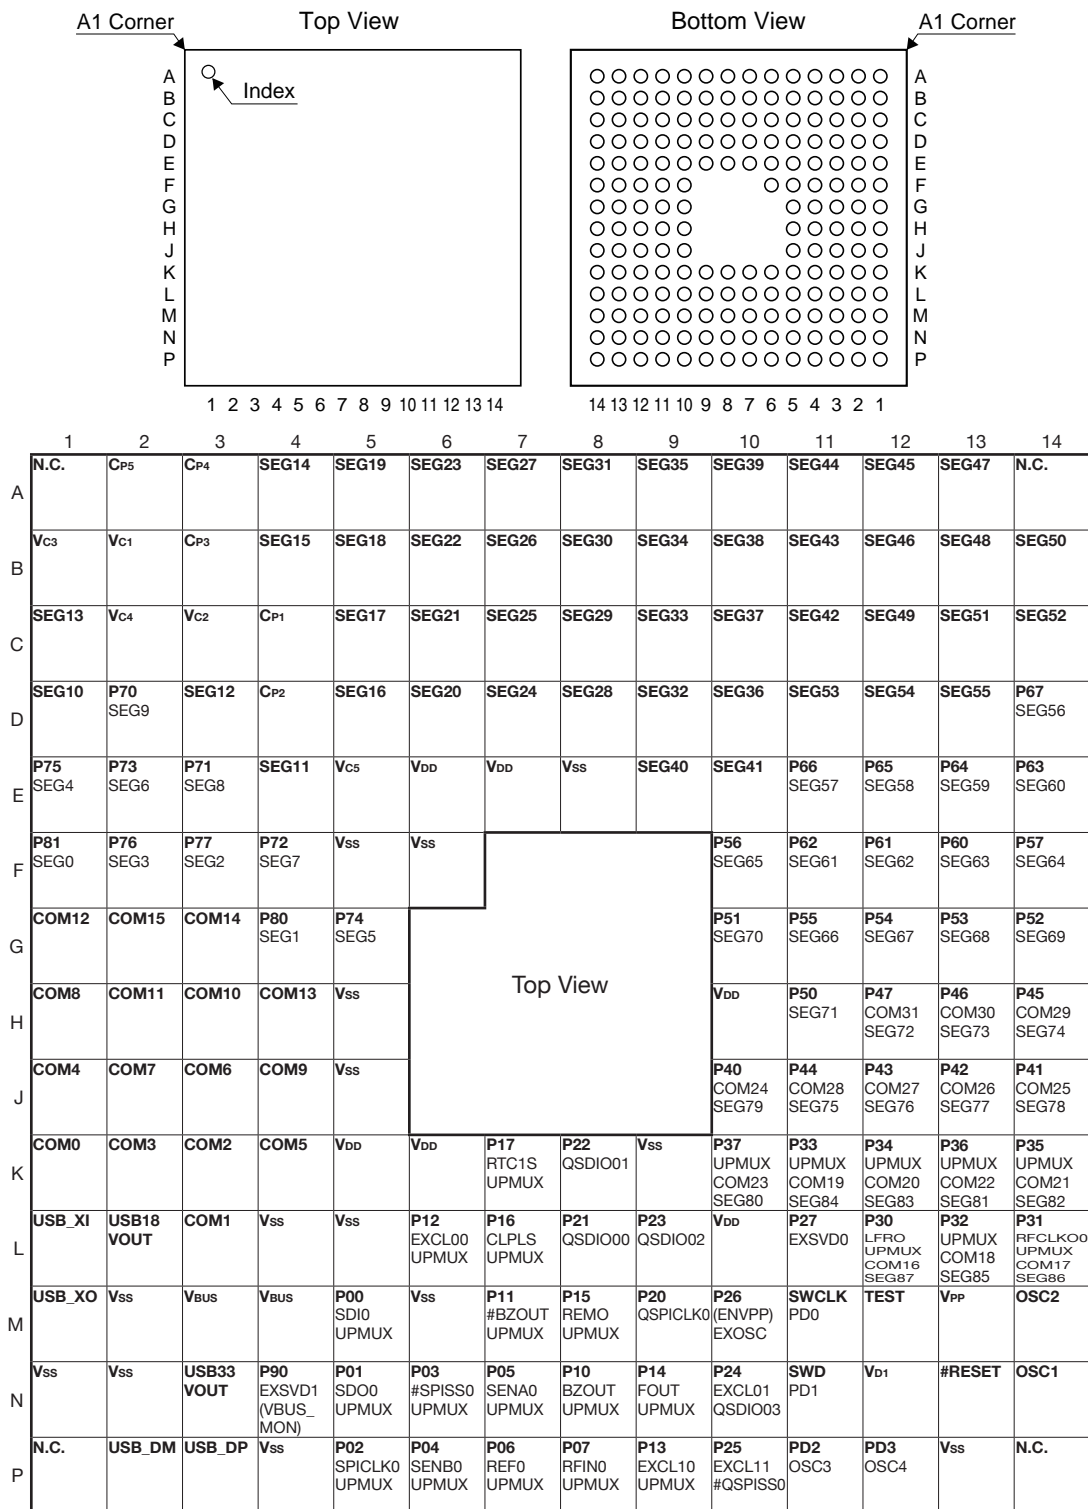 Top View
Bottom View
A1 Corner
A1 Corner
Index
A
B
C
D
E
F
G
H
J
K
L
M
N
P
A
B
C
D
E
F
G
H
J
K
L
M
N
P
1 2 3 4 5 6 7 8 9 10 11 12 13 14
14 13 12 11 10 9 8 7 6 5 4 3 2 1
1 2 3 4 5 6 7 8 9 10 11 12 13 14
A
N.C. CP5 CP4 SEG14 SEG19 SEG23 SEG27 SEG31 SEG35 SEG39 SEG44 SEG45 SEG47 N.C.
B
VC3 VC1 CP3 SEG15 SEG18 SEG22 SEG26 SEG30 SEG34 SEG38 SEG43 SEG46 SEG48 SEG50
C
SEG13 VC4 VC2 CP1 SEG17 SEG21 SEG25 SEG29 SEG33 SEG37 SEG42 SEG49 SEG51 SEG52
D
SEG10 P70 SEG12 CP2 SEG16 SEG20 SEG24 SEG28 SEG32 SEG36 SEG53 SEG54 SEG55 P67
SEG9 SEG56
E
P75 P73 P71 SEG11 VC5 VDD VDD VSS SEG40 SEG41 P66 P65 P64 P63
SEG4 SEG6 SEG8 SEG57 SEG58 SEG59 SEG60
F
P81 P76 P77 P72 VSS VSS P56 P62 P61 P60 P57
SEG0 SEG3 SEG2 SEG7 SEG65 SEG61 SEG62 SEG63 SEG64
G
COM12 COM15 COM14 P80 P74 P51 P55 P54 P53 P52
SEG1 SEG5 SEG70 SEG66 SEG67 SEG68 SEG69
Top View
H
COM8 COM11 COM10 COM13 VSS VDD P50 P47 P46 P45
SEG71 COM31 COM30 COM29
SEG72 SEG73 SEG74
J
COM4 COM7 COM6 COM9 VSS P40 P44 P43 P42 P41
COM24 COM28 COM27 COM26 COM25
SEG79 SEG75 SEG76 SEG77 SEG78
K
COM0 COM3 COM2 COM5 VDD VDD P17 P22 VSS P37 P33 P34 P36 P35
RTC1S QSDIO01 UPMUX UPMUX UPMUX UPMUX UPMUX
UPMUX COM23 COM19 COM20 COM22 COM21
SEG80 SEG84 SEG83 SEG81 SEG82
L
USB_XI USB18 COM1 VSS VSS P12 P16 P21 P23 VDD P27 P30 P32 P31
VOUT EXCL00 CLPLS QSDIO00 QSDIO02 EXSVD0 LFRO UPMUX RFCLKO0
UPMUX UPMUX UPMUX COM18 UPMUX
COM16 SEG85 COM17
SEG87 SEG86
M
USB_XO VSS VBUS VBUS P00 VSS P11 P15 P20 P26 SWCLK TEST VPP OSC2
SDI0 #BZOUT REMO QSPICLK0 (ENVPP) PD0
UPMUX UPMUX UPMUX EXOSC
N
VSS VSS USB33 P90 P01 P03 P05 P10 P14 P24 SWD VD1 #RESET OSC1
VOUT EXSVD1 SDO0 #SPISS0 SENA0 BZOUT FOUT EXCL01 PD1
(VBUS_ UPMUX UPMUX UPMUX UPMUX UPMUX QSDIO03
MON)
P
N.C. USB_DM USB_DP VSS P02 P04 P06 P07 P13 P25 PD2 PD3 VSS N.C.
SPICLK0 SENB0 REF0 RFIN0 EXCL10 EXCL11 OSC3 OSC4
UPMUX UPMUX UPMUX UPMUX UPMUX #QSPISS0